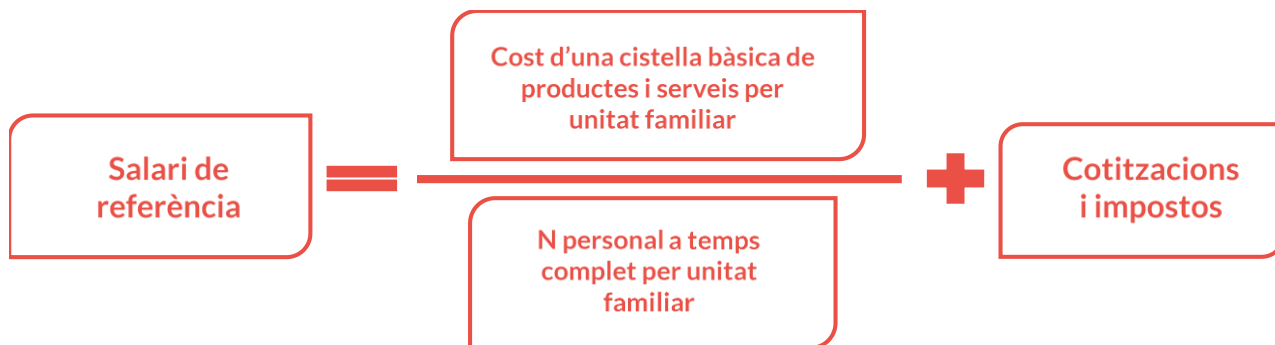 Salari de
referència
Cost d'una cistella bàsica de
productes i serveis per
unitat familiar
N personal a temps
complet per unitat
familiar
Cotitzacions
i impostos